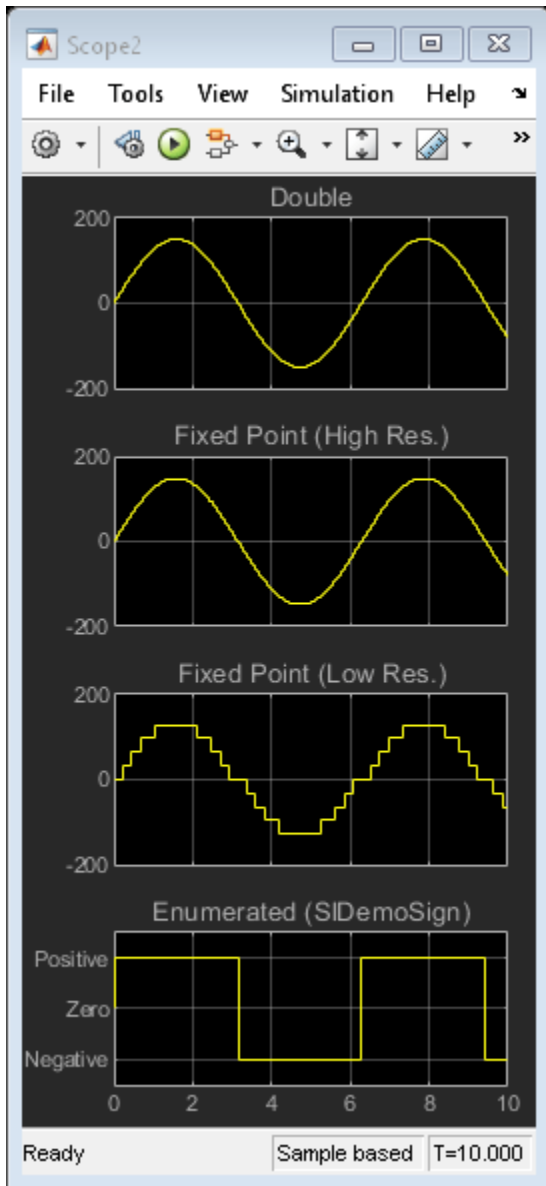 Scope2
File Tools View Simulation Help
Double
200
0
-200
Fixed Point (High Res.)
200
0
-200
Fixed Point (Low Res.)
200
0
-200
Enumerated (SlDemoSign)
Positive
Zero
Negative
0 2 4 6 8 10
Ready Sample based T=10.000